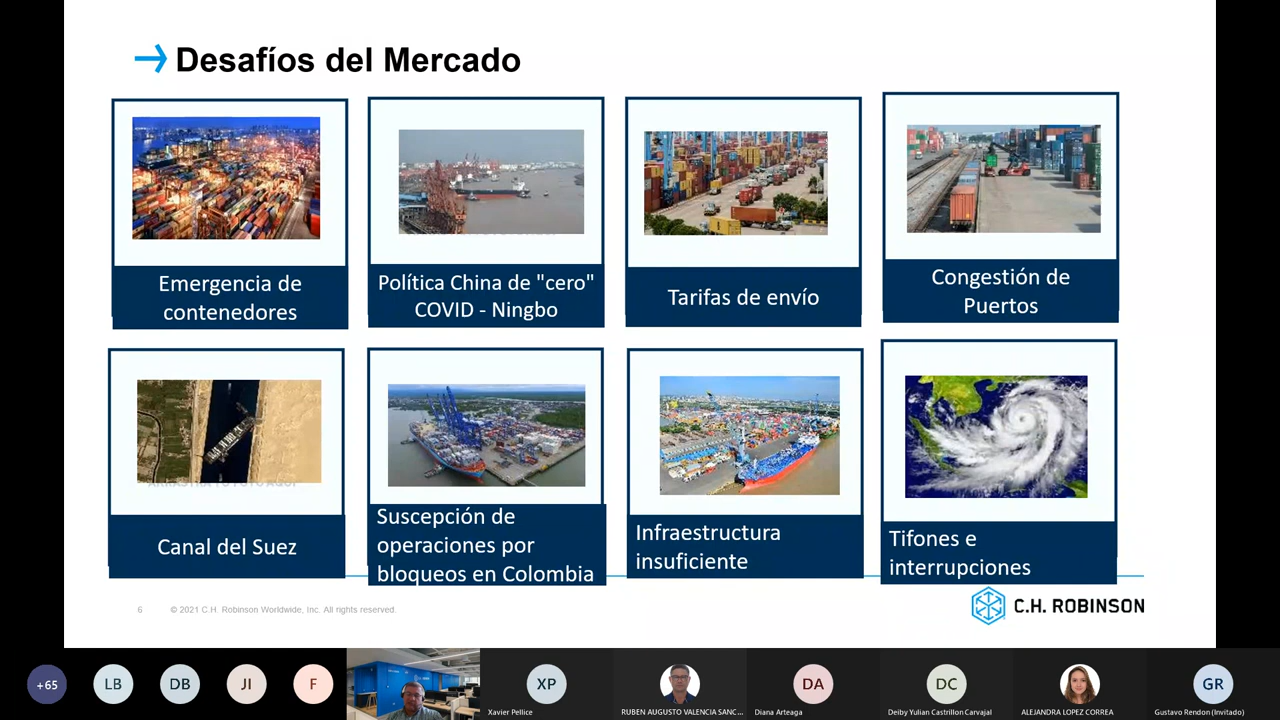 Desafíos del Mercado
Emergencia de
contenedores
Política China de "cero"
COVID - Ningbo
Tarifas de envío
Congestión de
Puertos
Canal del Suez
Suscepción de
operaciones por
bloqueos en Colombia
Infraestructura
insuficiente
Tifones e
interrupciones
6 © 2021 C.H. Robinson Worldwide, Inc. All rights reserved.
C.H. ROBINSON
+65
LB
DB
JI
F
XP
DA
DC
GR
Xavier Pellice
RUBEN AUGUSTO VALENCIA SANC...
Diana Arteaga
Deiby Yulian Castrillon Carvajal
ALEJANDRA LOPEZ CORREA
Gustavo Rendon (Invitado)